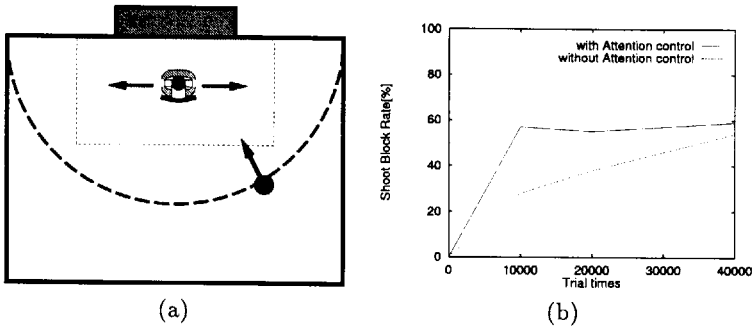 100
80
60
40
20
0
Shoot Block Rate[%]
with Attention control
without Attention control
0 10000 20000 30000 40000
Trial times
(a)
(b)